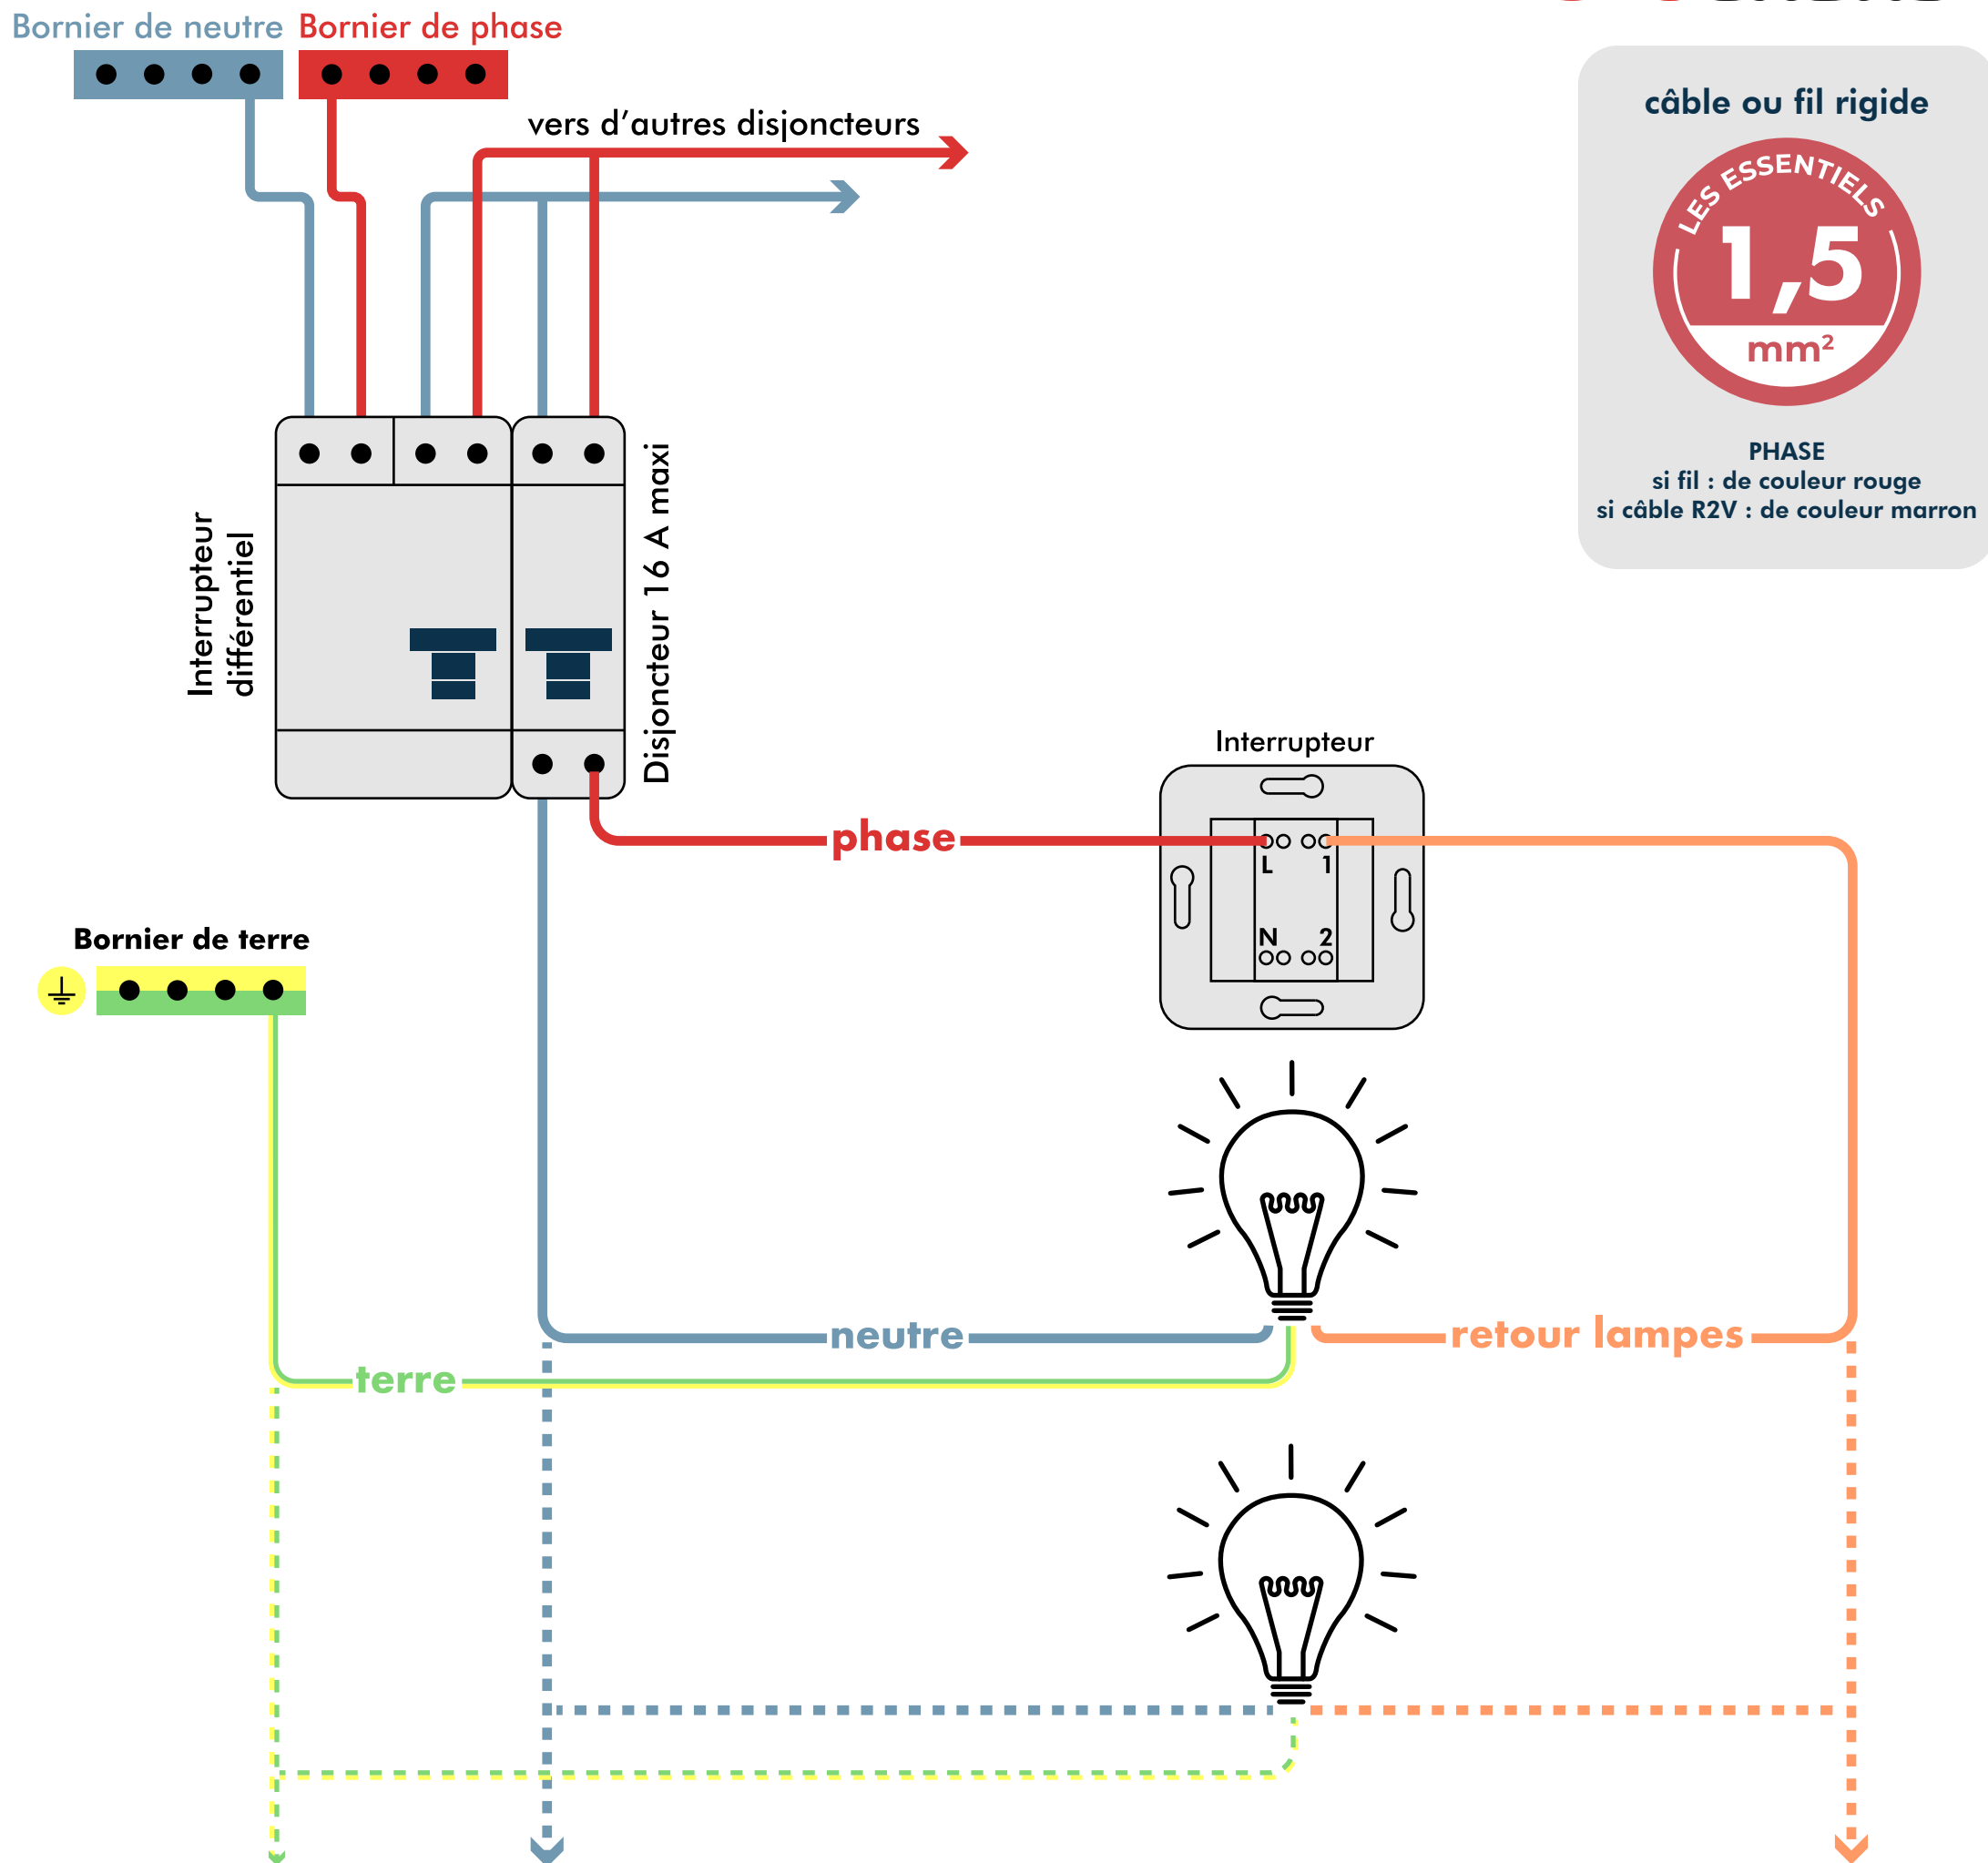 Bornier de neutre
Bornier de phase
vers d’autres disjoncteurs
câble ou fil rigide
LES ESSENTIELS
1,5
mm²
PHASE
si fil : de couleur rouge
si câble R2V : de couleur marron
Interrupteur
différentiel
Disjoncteur 16 A maxi
Interrupteur
phase
L 1
N 2
Bornier de terre
neutre
retour lampes
terre